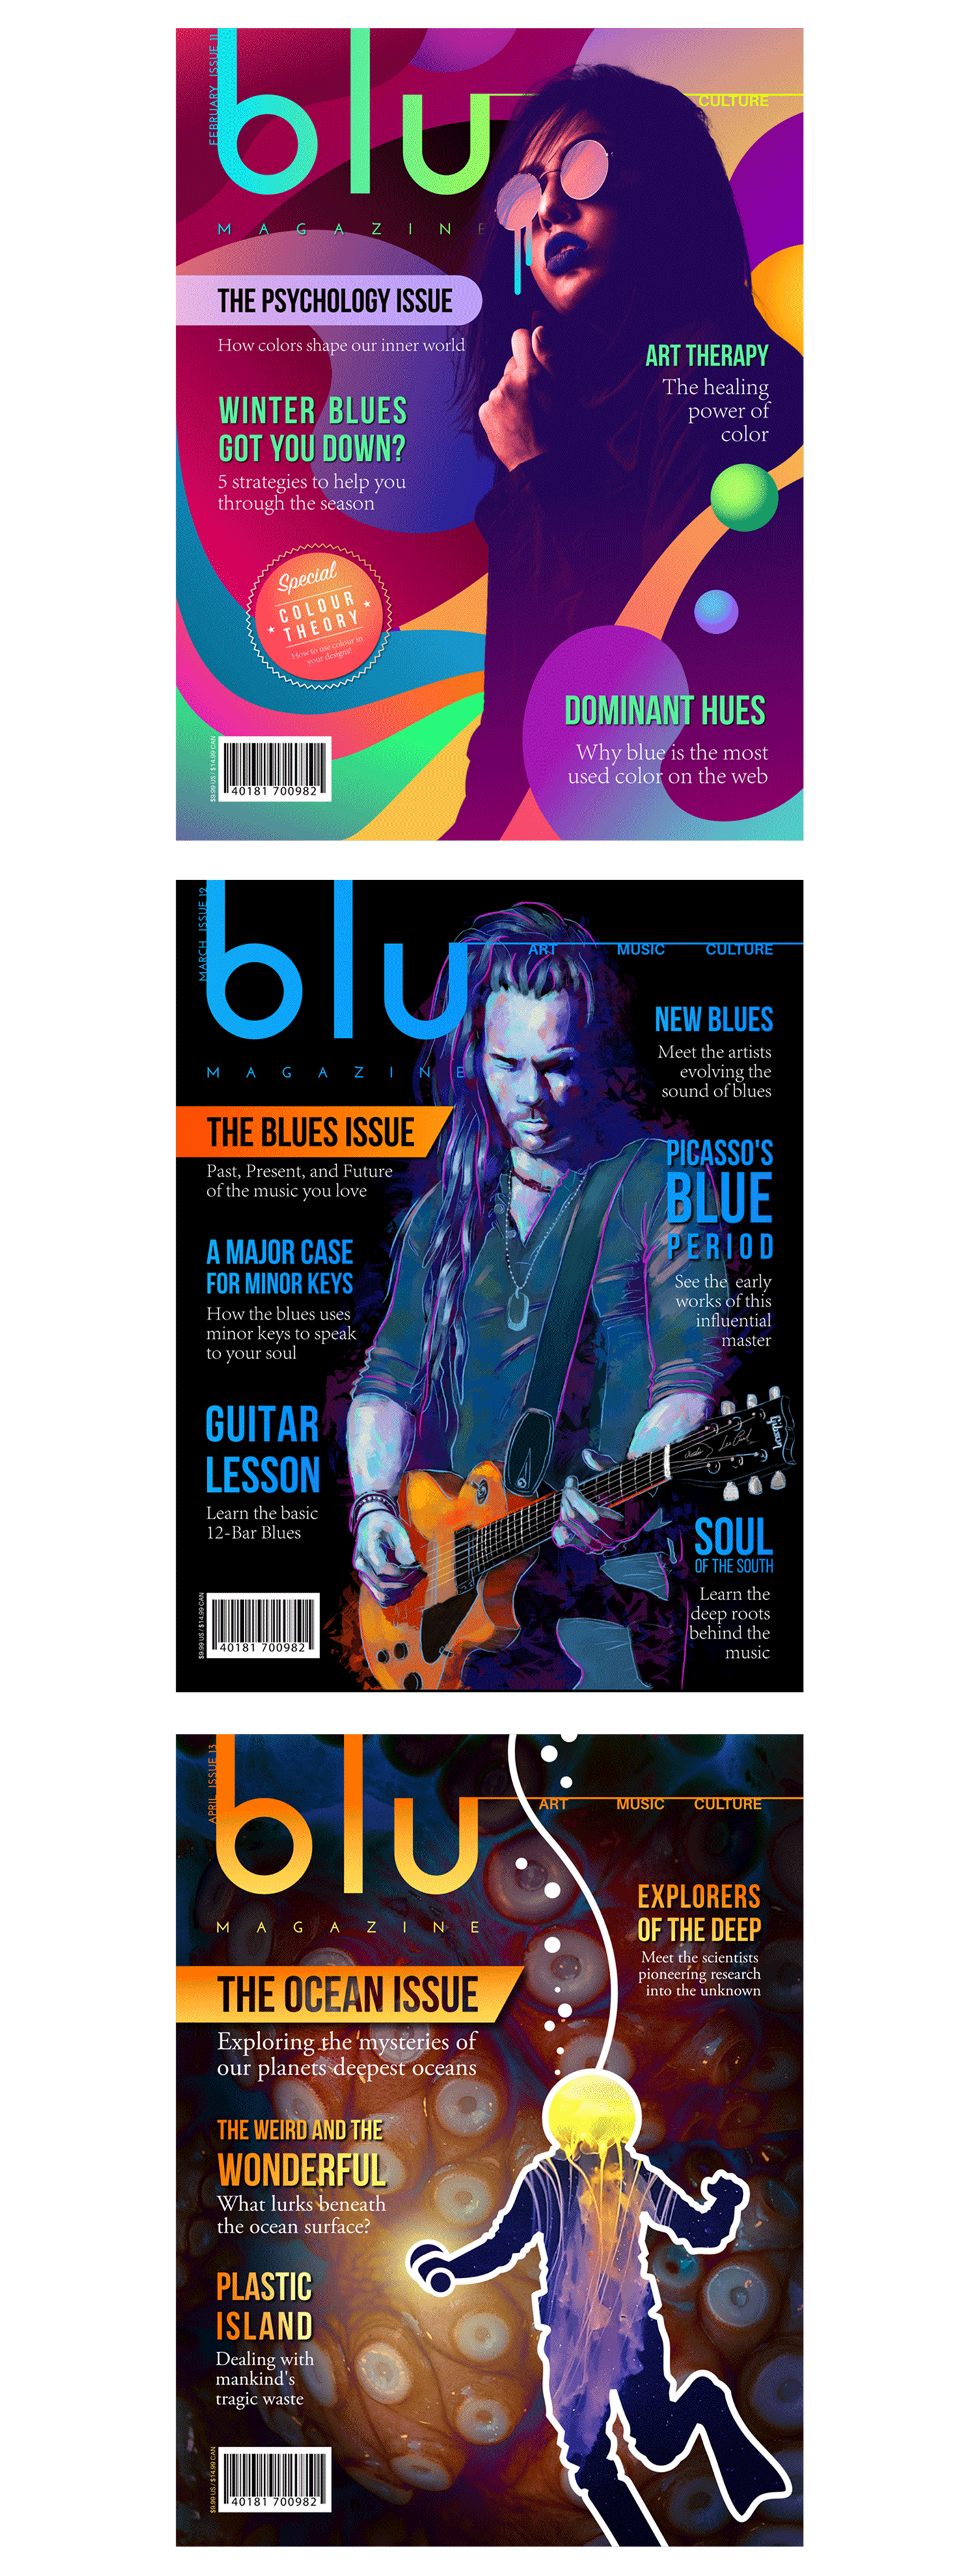 FEBRUARY ISSUE 11
blu
CULTURE
MAGAZINE
THE PSYCHOLOGY ISSUE
How colors shape our inner world
WINTER BLUES
GOT YOU DOWN?
5 strategies to help you
through the season
ART THERAPY
The healing
power of
color
Special
COLOUR
THEORY
How to use colour in
your designs!
DOMINANT HUES
Why blue is the most
used color on the web
$9.99 US / $14.99 CAN
40181 700982
MARCH ISSUE 12
blu
ART MUSIC CULTURE
MAGAZINE
THE BLUES ISSUE
Past, Present, and Future
of the music you love
A MAJOR CASE
FOR MINOR KEYS
How the blues uses
minor keys to speak
to your soul
GUITAR
LESSON
Learn the basic
12-Bar Blues
NEW BLUES
Meet the artists
evolving the
sound of blues
PICASSO'S
BLUE
PERIOD
See the early
works of this
influential
master
Gibson
Les Paul
SOUL
OF THE SOUTH
Learn the
deep roots
behind the
music
$9.99 US / $14.99 CAN
40181 700982
APRIL ISSUE 13
blu
ART MUSIC CULTURE
MAGAZINE
THE OCEAN ISSUE
Exploring the mysteries of
our planets deepest oceans
THE WEIRD AND THE
WONDERFUL
What lurks beneath
the ocean surface?
PLASTIC
ISLAND
Dealing with
mankind's
tragic waste
EXPLORERS
OF THE DEEP
Meet the scientists
pioneering research
into the unknown
$9.99 US / $14.99 CAN
40181 700982